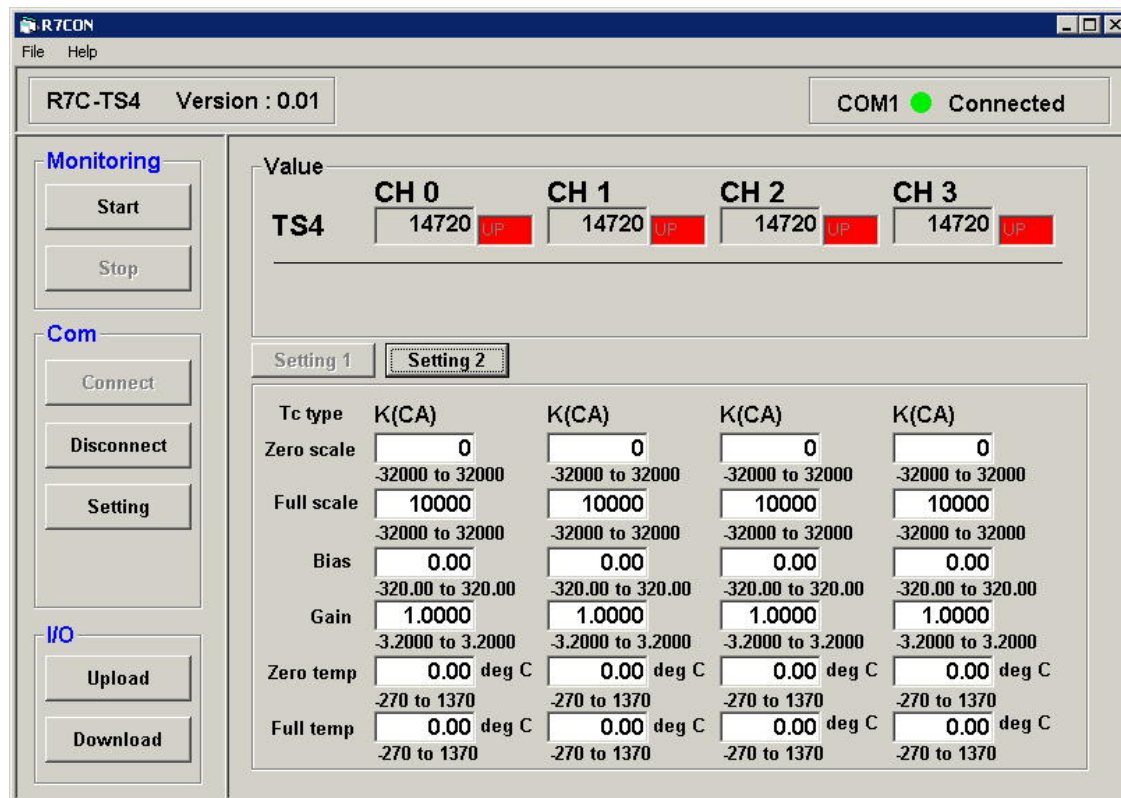 R7CON
File Help
R7C-TS4 Version : 0.01
COM1 Connected
Monitoring
Start
Stop
Com
Connect
Disconnect
Setting
I/O
Upload
Download
Value
CH 0 CH 1 CH 2 CH 3
TS4 14720 UP 14720 UP 14720 UP 14720 UP
Setting 1 Setting 2
Tc type K(CA) K(CA) K(CA) K(CA)
Zero scale 0 0 0 0
-32000 to 32000 -32000 to 32000 -32000 to 32000 -32000 to 32000
Full scale 10000 10000 10000 10000
-32000 to 32000 -32000 to 32000 -32000 to 32000 -32000 to 32000
Bias 0.00 0.00 0.00 0.00
-320.00 to 320.00 -320.00 to 320.00 -320.00 to 320.00 -320.00 to 320.00
Gain 1.0000 1.0000 1.0000 1.0000
-3.2000 to 3.2000 -3.2000 to 3.2000 -3.2000 to 3.2000 -3.2000 to 3.2000
Zero temp 0.00 deg C 0.00 deg C 0.00 deg C 0.00 deg C
-270 to 1370 -270 to 1370 -270 to 1370 -270 to 1370
Full temp 0.00 deg C 0.00 deg C 0.00 deg C 0.00 deg C
-270 to 1370 -270 to 1370 -270 to 1370 -270 to 1370